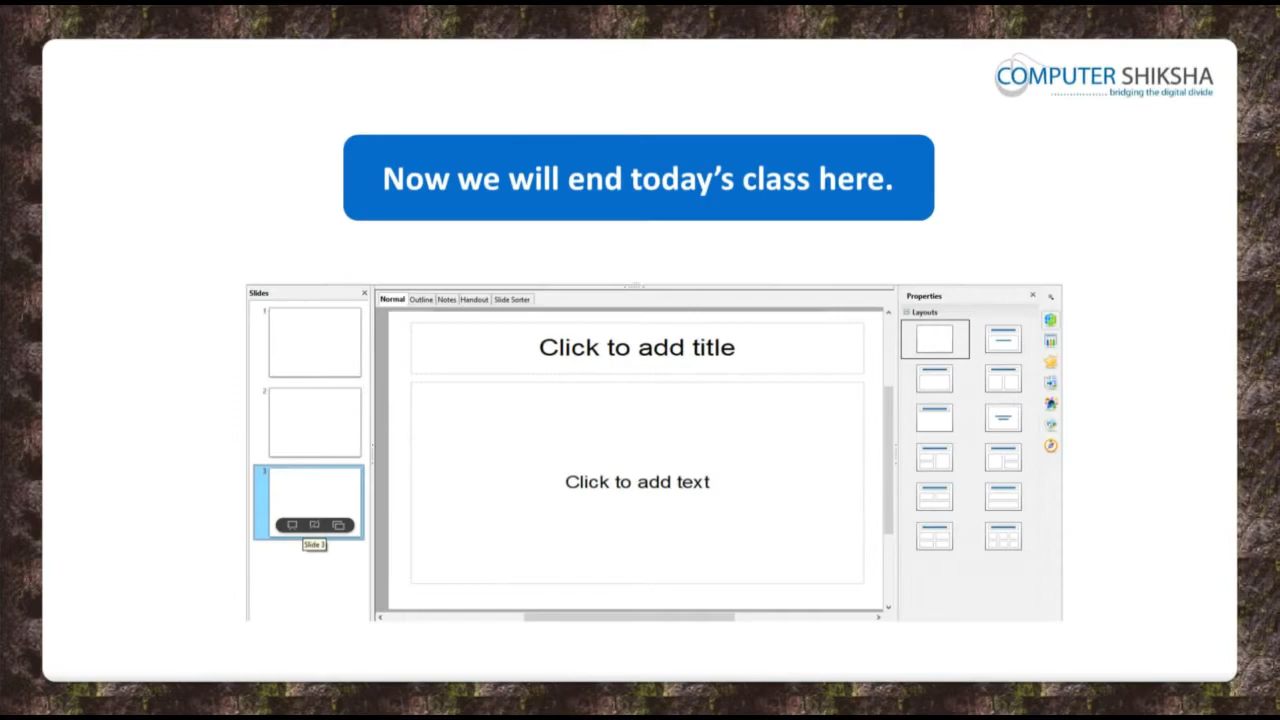 COMPUTER SHIKSHA
bridging the digital divide
Now we will end today's class here.
Slides
Normal Outline Notes Handout Slide Sorter
Properties
Layouts
1
Click to add title
2
3
Click to add text
Slide 3